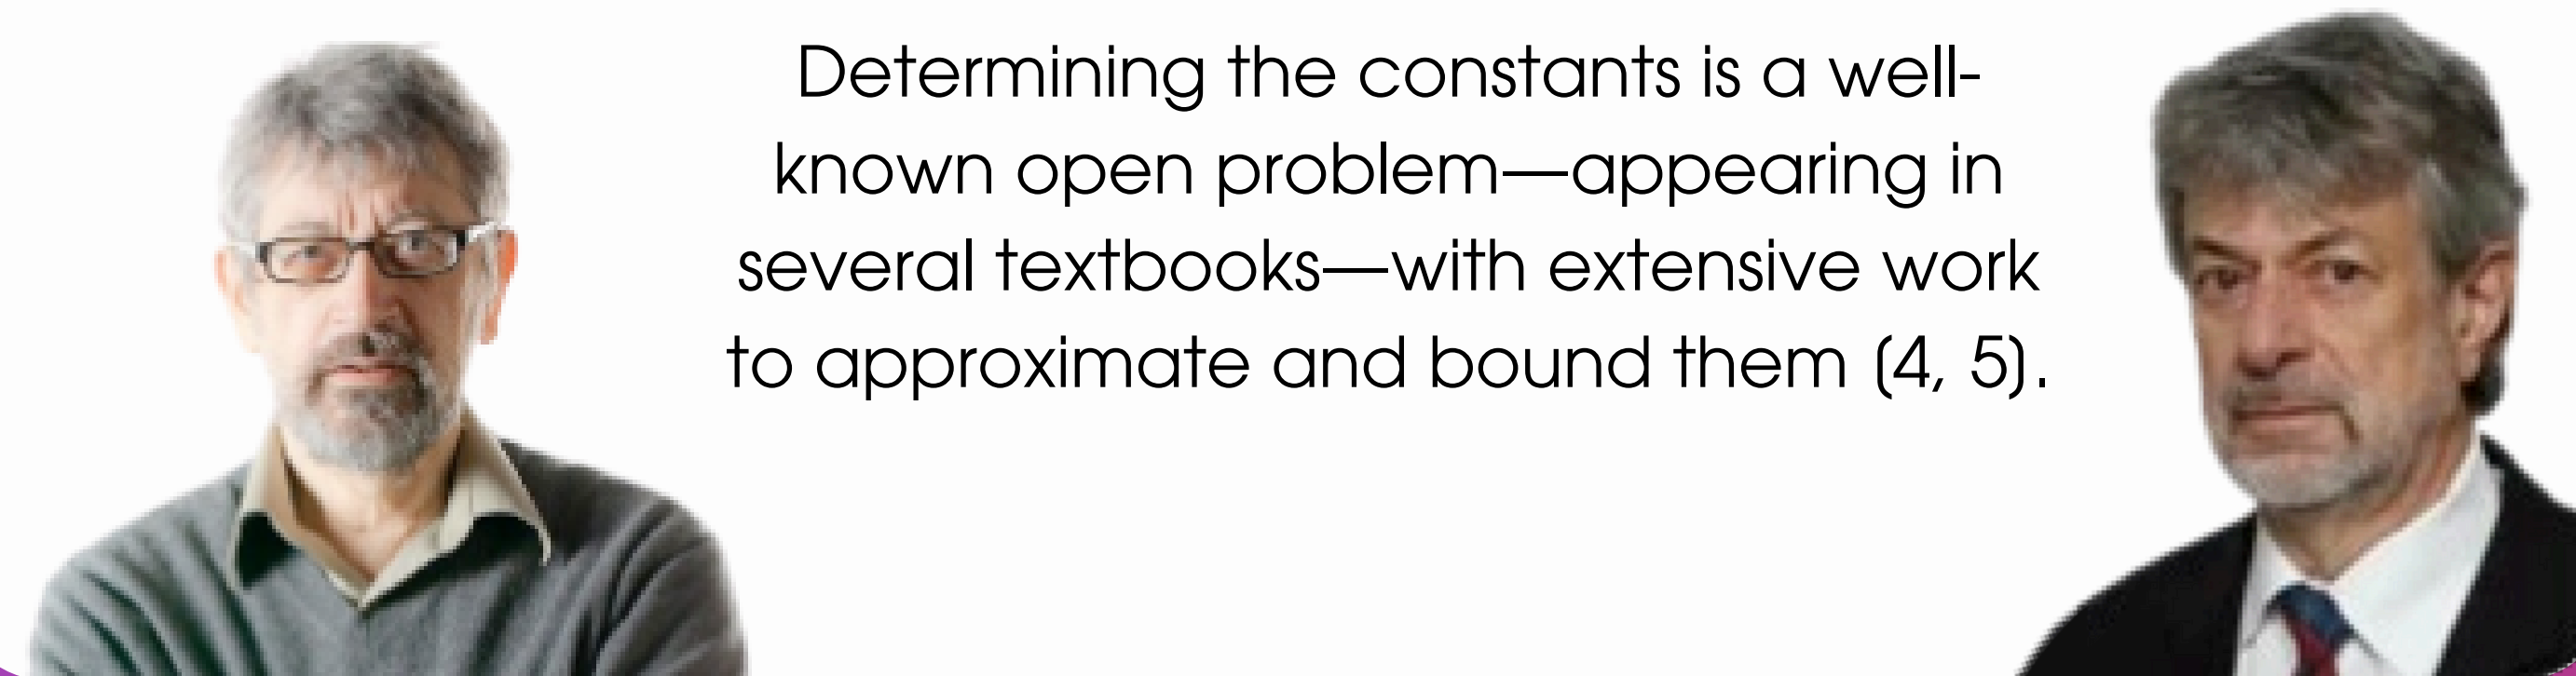 Determining the constants is a well-
known open problem—appearing in
several textbooks—with extensive work
to approximate and bound them (4, 5).